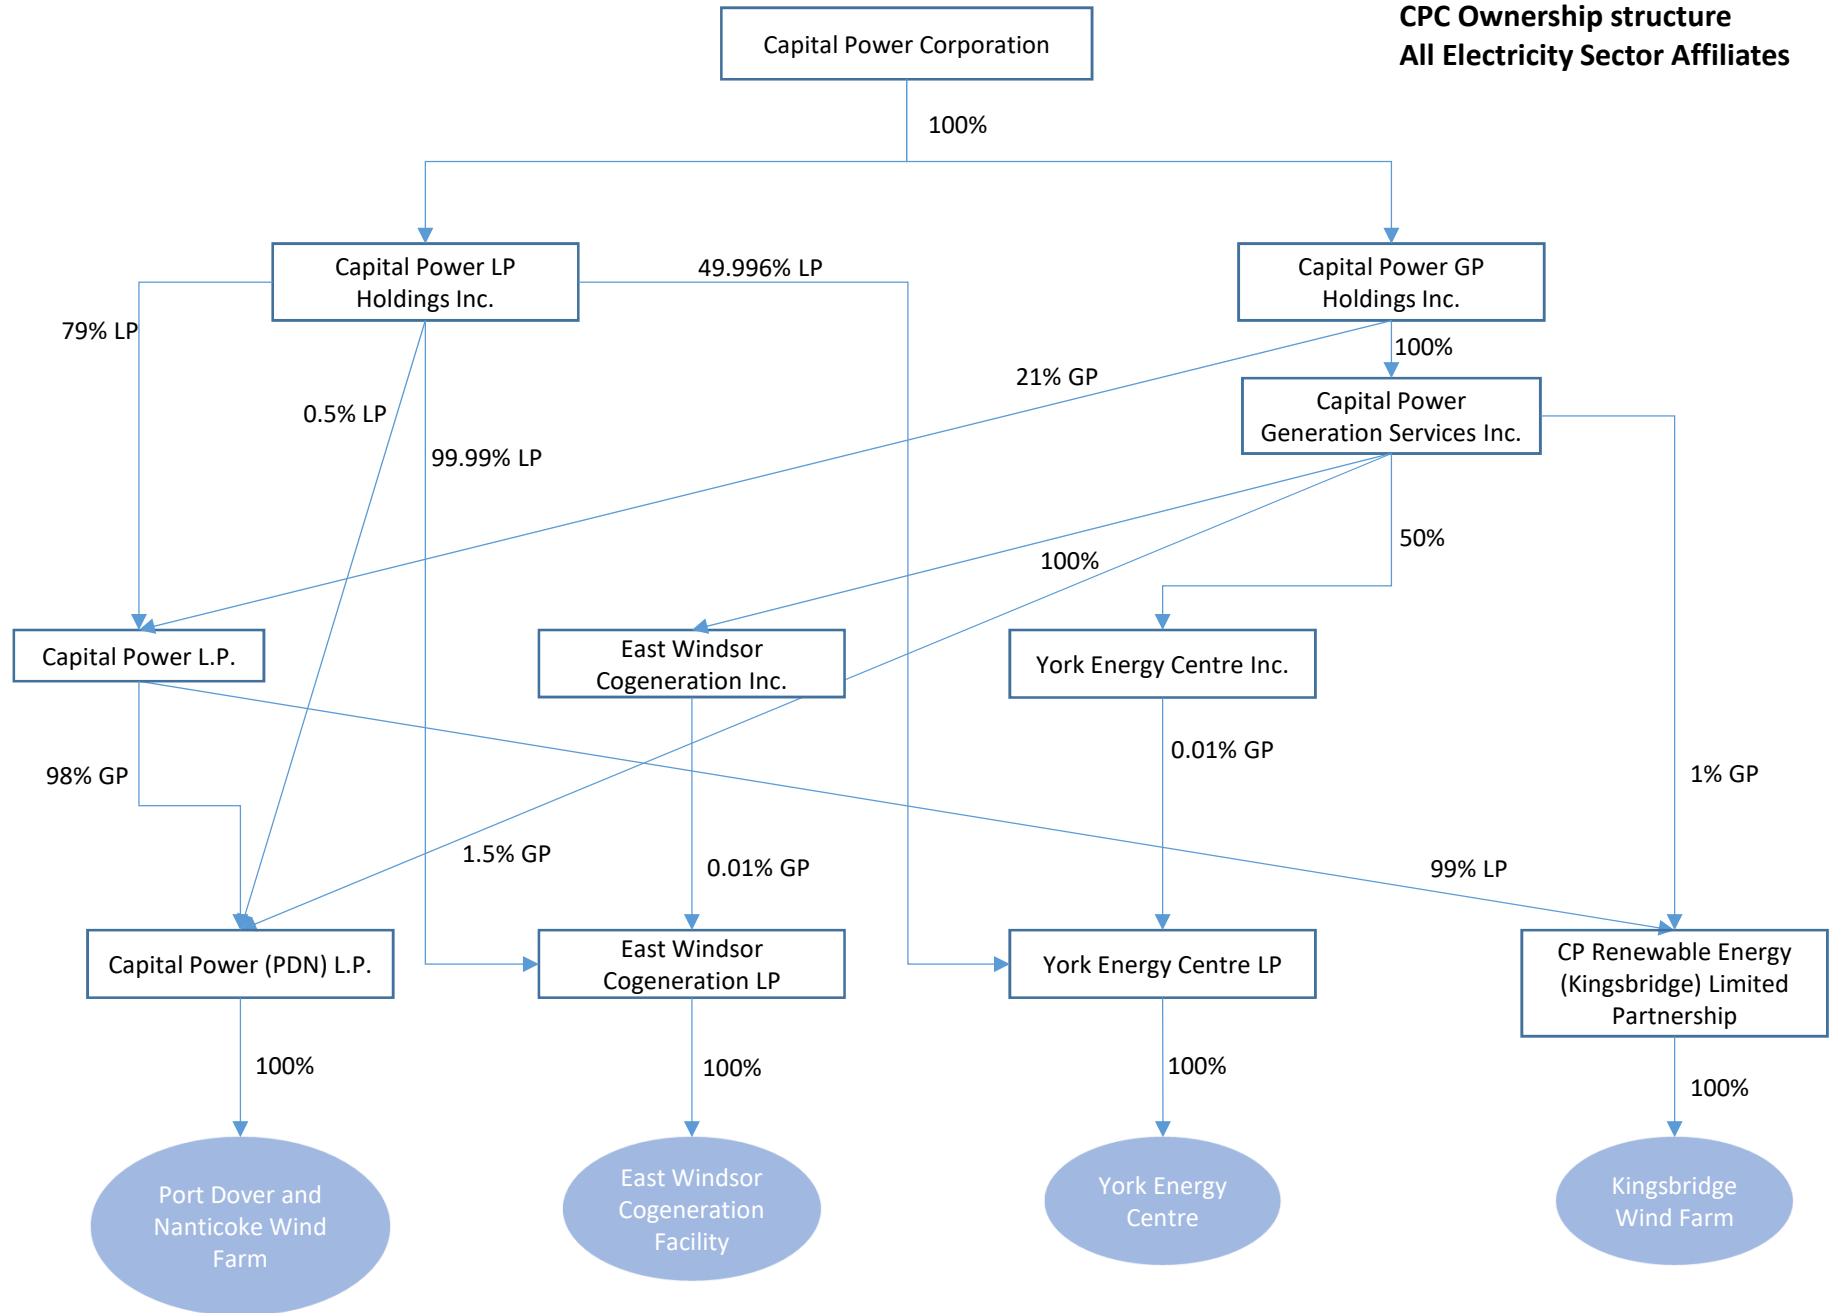 CPC Ownership structure
All Electricity Sector Affiliates
Capital Power Corporation
100%
Capital Power LP
Holdings Inc.
49.996% LP
Capital Power GP
Holdings Inc.
79% LP
100%
21% GP
0.5% LP
Capital Power
Generation Services Inc.
99.99% LP
50%
100%
Capital Power L.P.
East Windsor
Cogeneration Inc.
York Energy Centre Inc.
98% GP
0.01% GP
1% GP
1.5% GP
0.01% GP
99% LP
Capital Power (PDN) L.P.
East Windsor
Cogeneration LP
York Energy Centre LP
CP Renewable Energy
(Kingsbridge) Limited
Partnership
100%
100%
100%
100%
Port Dover and
Nanticoke Wind
Farm
East Windsor
Cogeneration
Facility
York Energy
Centre
Kingsbridge
Wind Farm